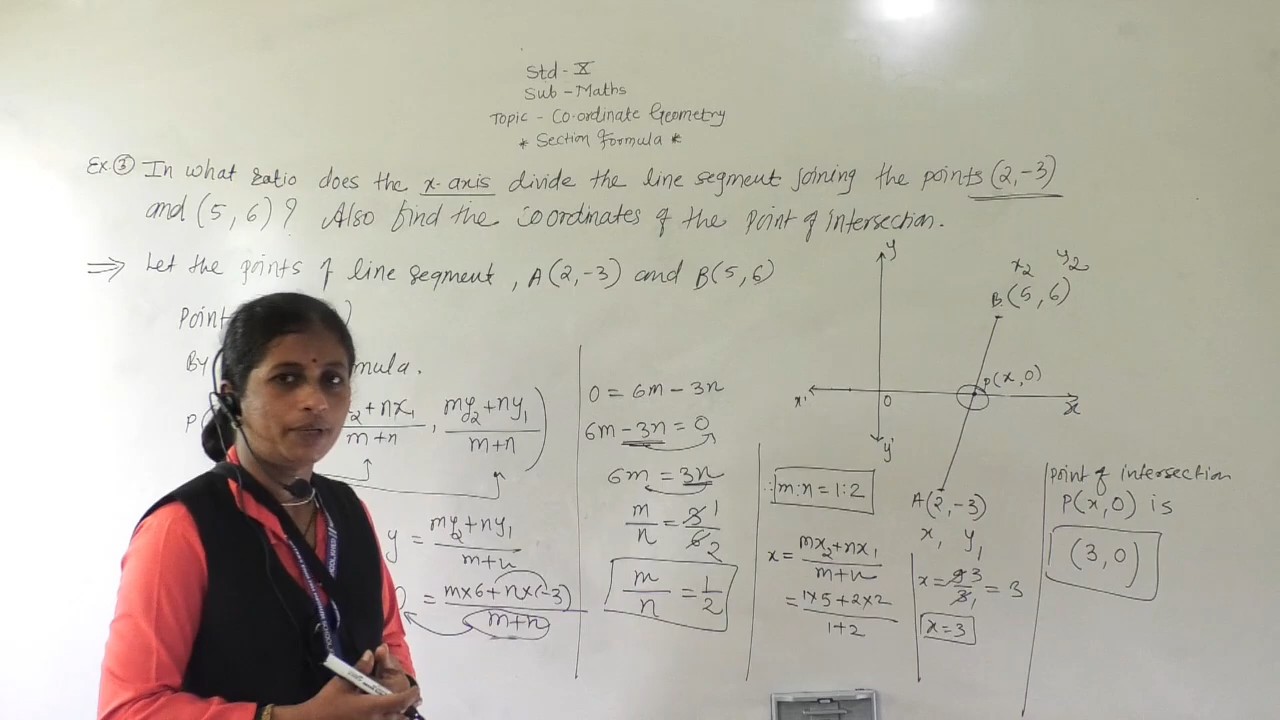 Std - X
Sub - Maths
Topic - Co-ordinate Geometry
* Section Formula *
Ex. ③ In what ratio does the x-axis divide the line segment joining the points (2,-3)
and (5, 6) ? Also find the coordinates of the point of intersection.
⇒ Let the points of line segment, A(2,-3) and B(5, 6)
Point )
By mula.
P( 2+nx1/m+n, my2+ny1/m+n)
y = my2+ny1/m+n
0 = m×6+n×(-3)/m+n
0 = 6m - 3n
6m - 3n = 0
6m = 3n
m/n = 3 1/6 2
m/n = 1/2
∴ m:n = 1:2
x = mx2+nx1/m+n
= 1×5+2×2/1+2
x = 9 3/3 1 = 3
x = 3
Point of intersection
P(x,0) is
(3,0)
y
x2 y2
B (5, 6)
P(x,0)
x' 0 x
y'
A(2,-3)
x1 y1